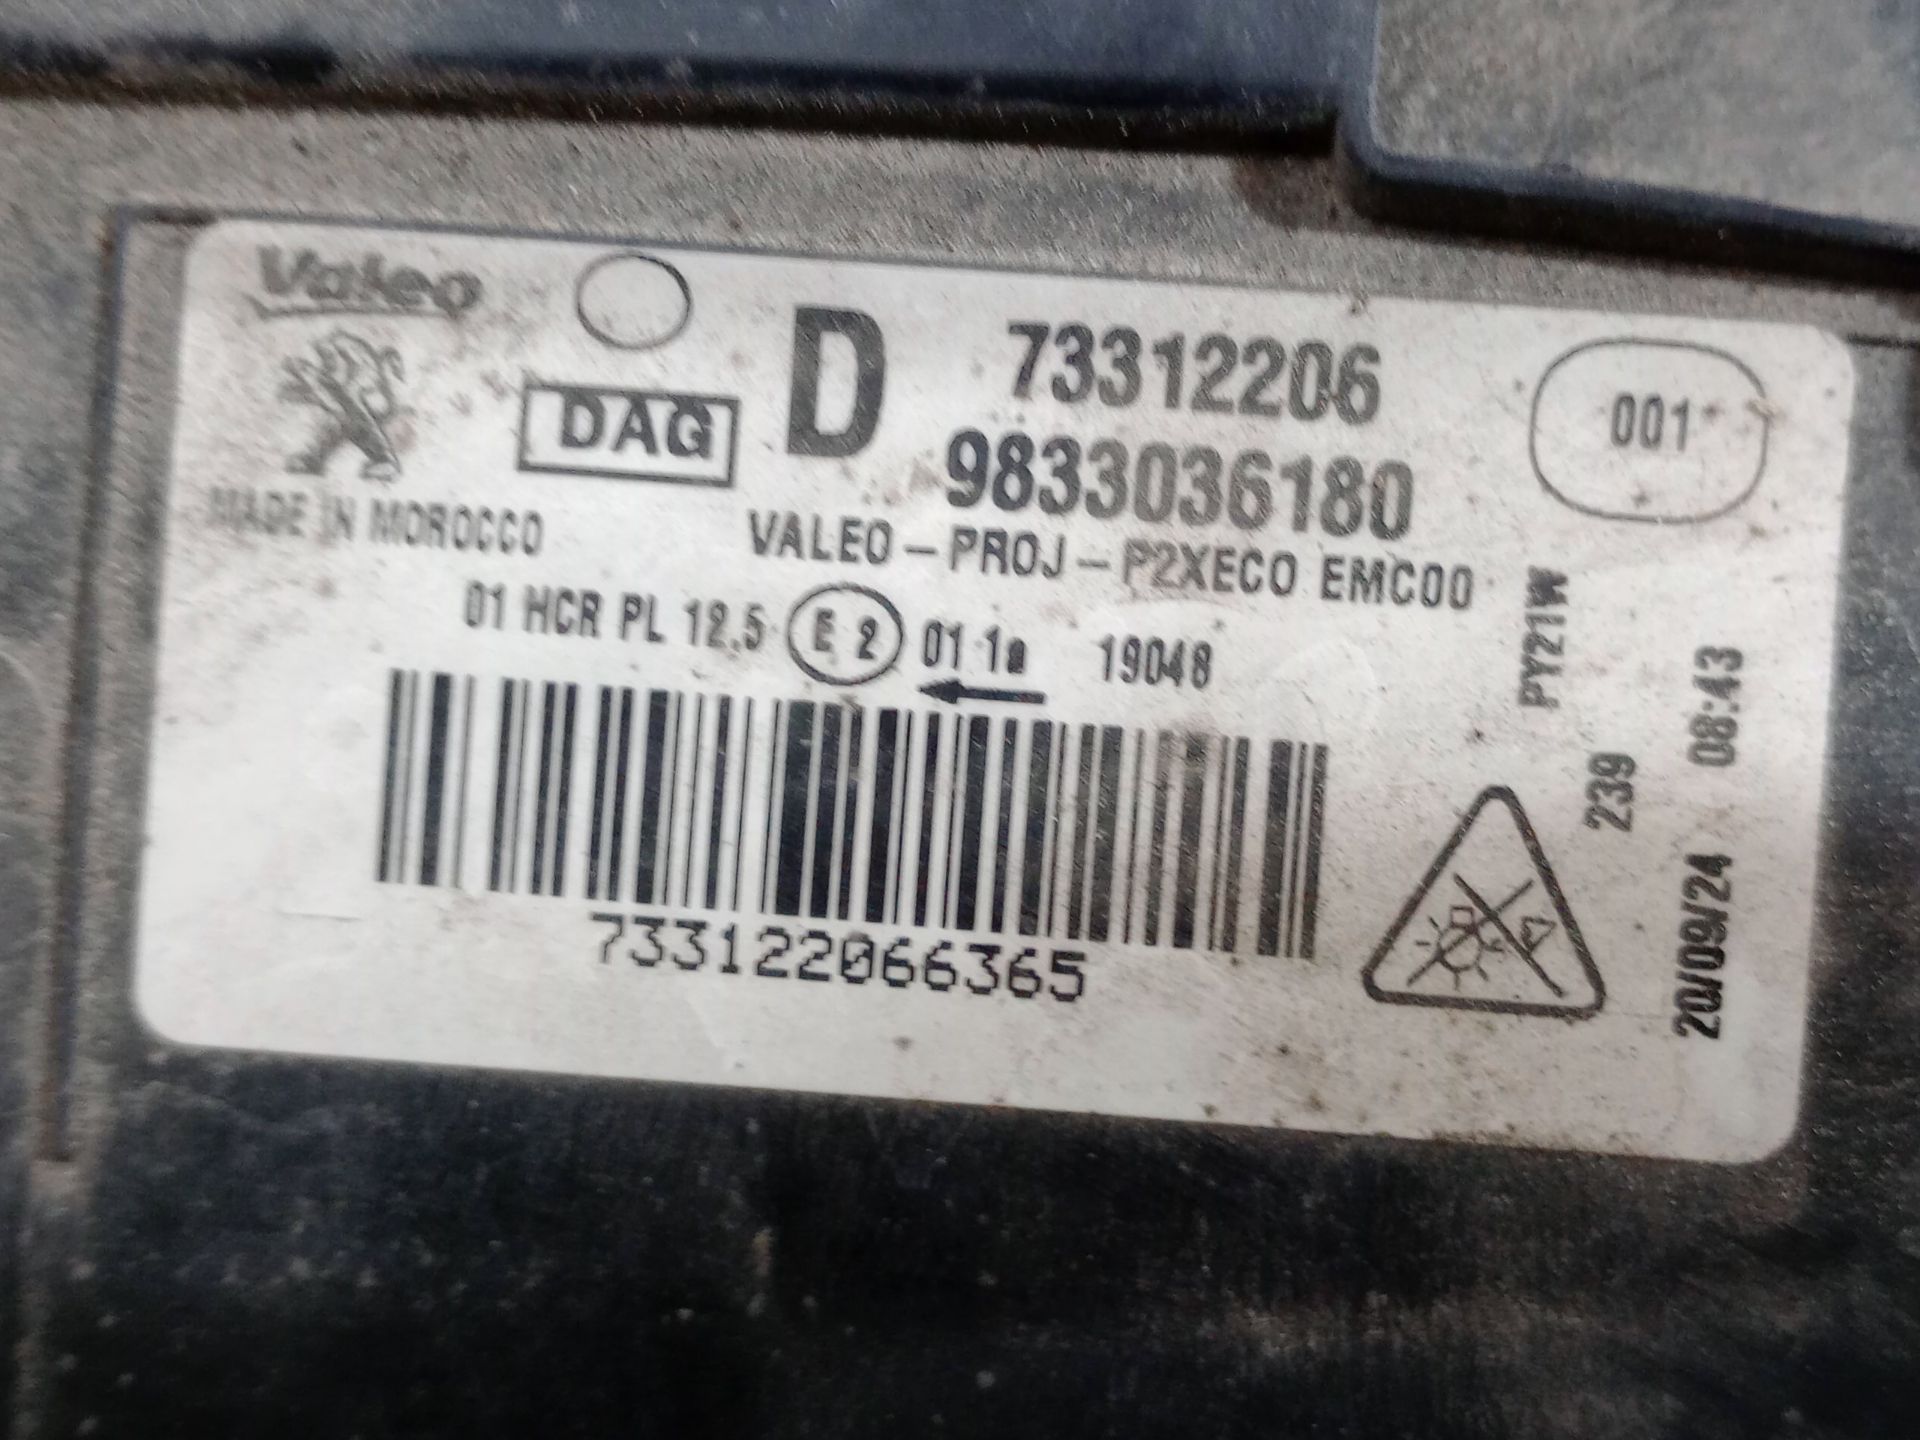 Valeo
D 73312206
001
DAG
9833036180
MADE IN MOROCCO
VALEO - PROJ - P2XECO EMC00
01 HCR PL 12.5 E 2 01 1a 19048
PY21W
239
20/09/24 08:43
733122066365